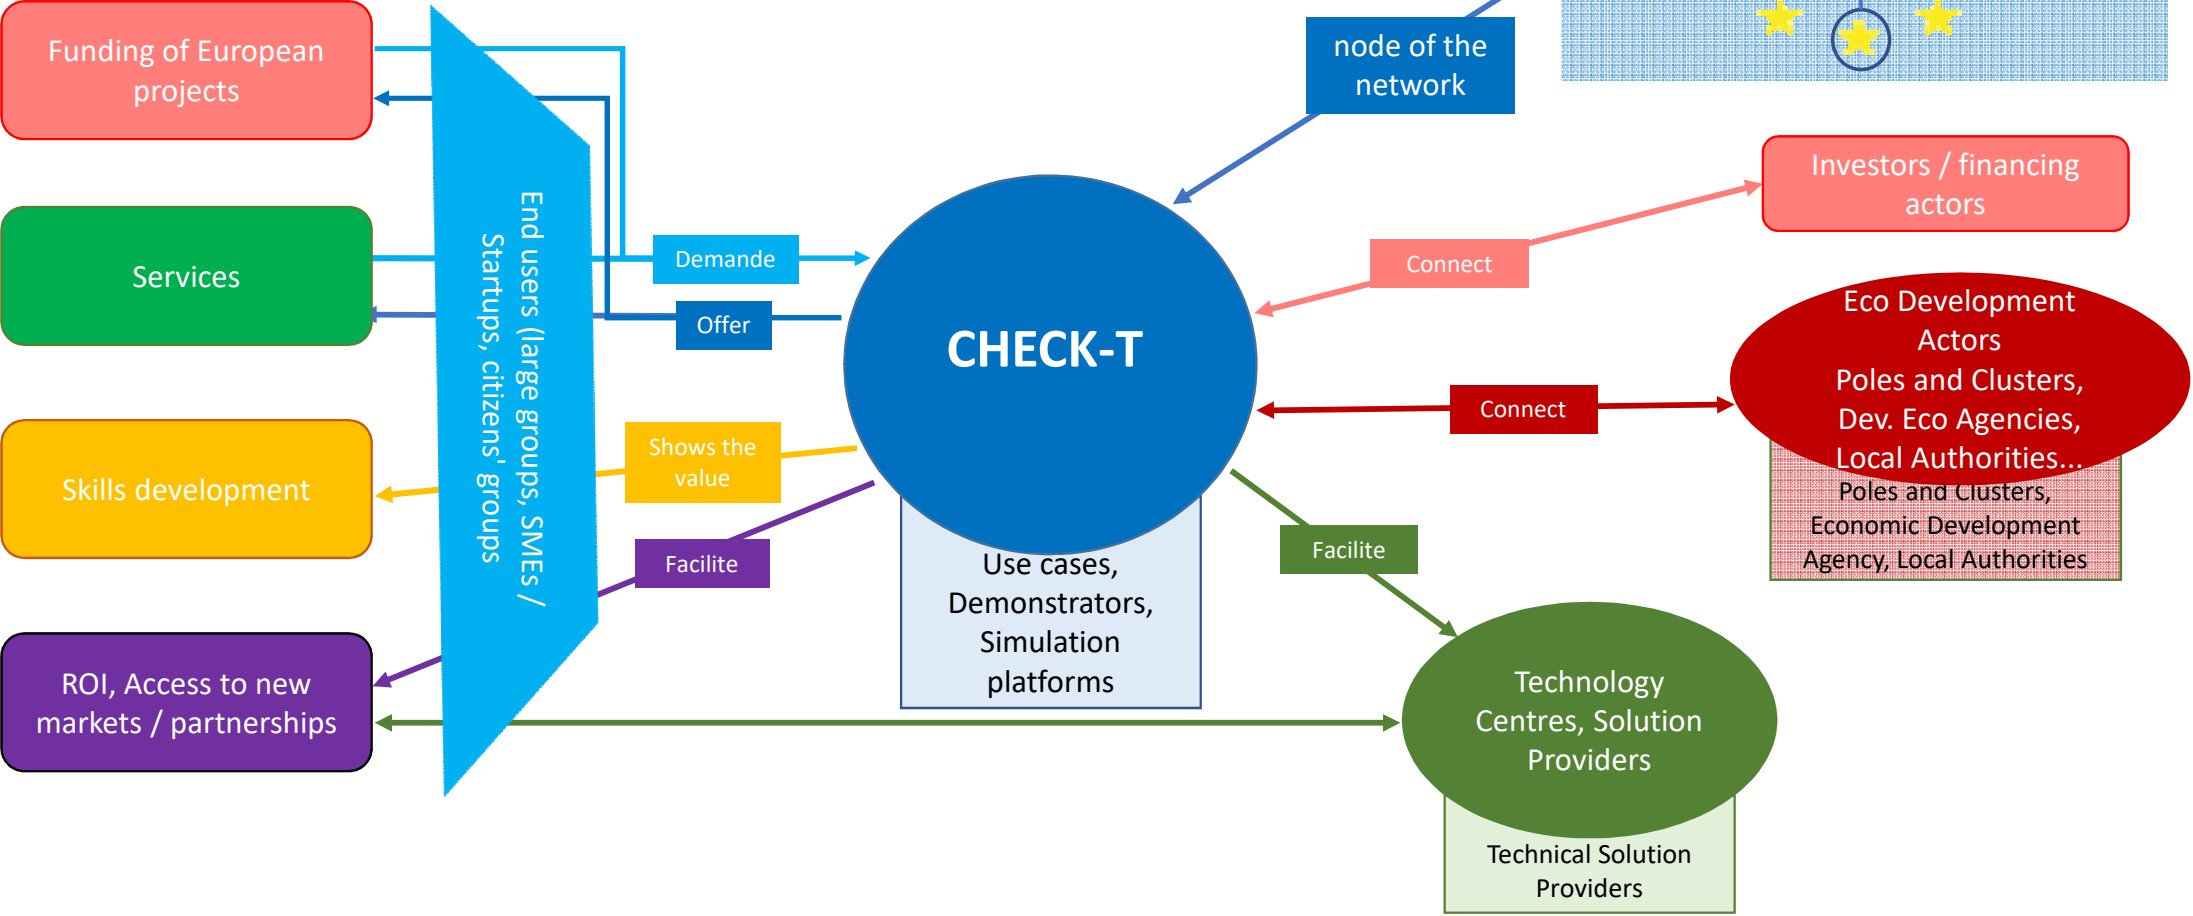 Funding of European
projects
node of the
network
Investors / financing
actors
Services
Demande
Offer
Connect
End users (large groups, SMEs /
Startups, citizens' groups
CHECK-T
Eco Development
Actors
Poles and Clusters,
Dev. Eco Agencies,
Local Authorities...
Connect
Poles and Clusters,
Economic Development
Agency, Local Authorities
Skills development
Shows the
value
Facilite
Facilite
Use cases,
Demonstrators,
Simulation
platforms
ROI, Access to new
markets / partnerships
Technology
Centres, Solution
Providers
Technical Solution
Providers